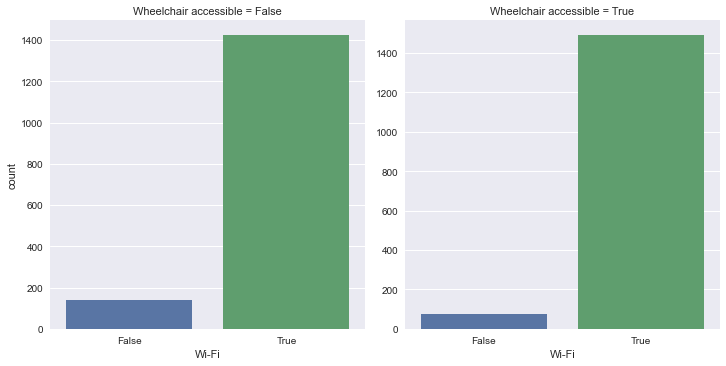 Wheelchair accessible = False
1400
1200
1000
800
600
400
200
0
count
False
True
Wi-Fi
Wheelchair accessible = True
1400
1200
1000
800
600
400
200
0
False
True
Wi-Fi